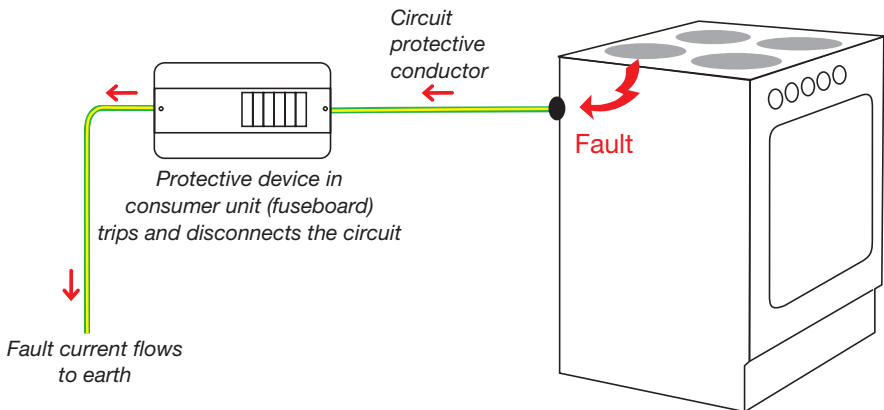 Circuit
protective
conductor
Fault
Protective device in
consumer unit (fuseboard)
trips and disconnects the circuit
Fault current flows
to earth